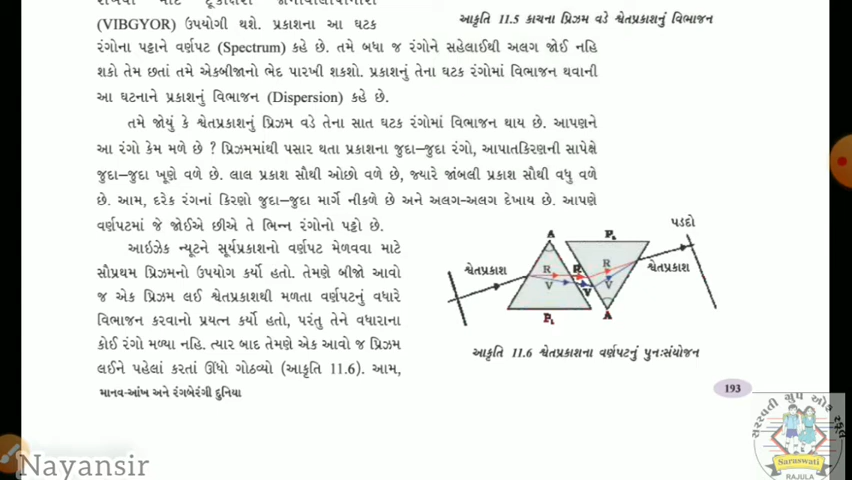 (VIBGYOR) ઉપયોગી થશે. પ્રકાશના આ ઘટક
રંગોના પટ્ટાને વર્ણપટ (Spectrum) કહે છે. તમે બધા જ રંગોને સહેલાઈથી અલગ જોઈ નહિ
શકો તેમ છતાં તમે એકબીજાનો ભેદ પારખી શકશો. પ્રકાશનું તેના ઘટક રંગોમાં વિભાજન થવાની
આ ઘટનાને પ્રકાશનું વિભાજન (Dispersion) કહે છે.
આકૃતિ 11.5 કાચના પ્રિઝમ વડે શ્વેતપ્રકાશનું વિભાજન
તમે જોયું કે શ્વેતપ્રકાશનું પ્રિઝમ વડે તેના સાત ઘટક રંગોમાં વિભાજન થાય છે. આપણને
આ રંગો કેમ મળે છે ? પ્રિઝમમાંથી પસાર થતા પ્રકાશના જુદા–જુદા રંગો, આપાતકિરણની સાપેક્ષે
જુદા–જુદા ખૂણે વળે છે. લાલ પ્રકાશ સૌથી ઓછો વળે છે, જ્યારે જાંબલી પ્રકાશ સૌથી વધુ વળે
છે. આમ, દરેક રંગનાં કિરણો જુદા–જુદા માર્ગે નીકળે છે અને અલગ-અલગ દેખાય છે. આપણે
વર્ણપટમાં જે જોઈએ છીએ તે ભિન્ન રંગોનો પટ્ટો છે.
આઇઝેક ન્યૂટને સૂર્યપ્રકાશનો વર્ણપટ મેળવવા માટે
સૌપ્રથમ પ્રિઝમનો ઉપયોગ કર્યો હતો. તેમણે બીજો આવો
જ એક પ્રિઝમ લઈ શ્વેતપ્રકાશથી મળતા વર્ણપટનું વધારે
વિભાજન કરવાનો પ્રયત્ન કર્યો હતો, પરંતુ તેને વધારાના
કોઈ રંગો મળ્યા નહિ. ત્યાર બાદ તેમણે એક આવો જ પ્રિઝમ
લઈને પહેલાં કરતાં ઊંધો ગોઠવ્યો (આકૃતિ 11.6). આમ,
પડદો
A P₂
શ્વેતપ્રકાશ R R R શ્વેતપ્રકાશ
V V V
P₁ A
આકૃતિ 11.6 શ્વેતપ્રકાશના વર્ણપટનું પુનઃસંયોજન
માનવ-આંખ અને રંગબેરંગી દુનિયા
193
Nayansir
સરસ્વતી ગ્રુપ ઓફ સ્કૂલ
Saraswati
RAJULA